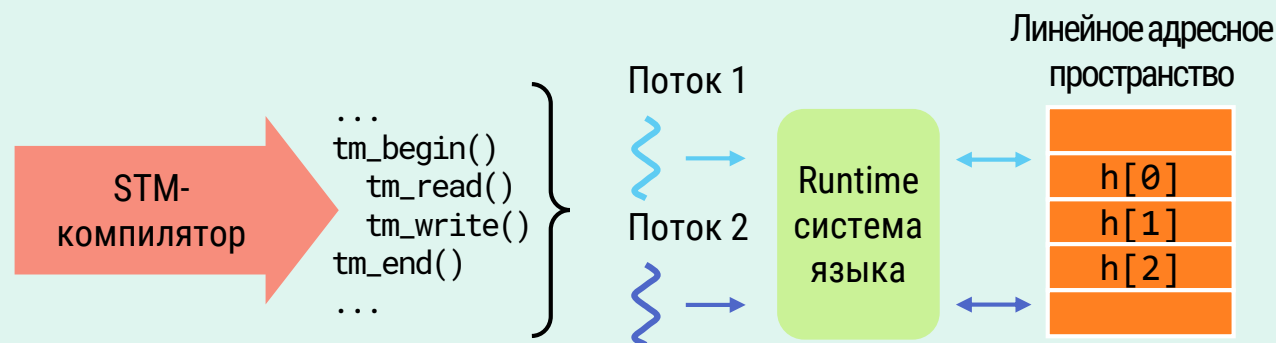 STM-
компилятор
...
tm_begin()
tm_read()
tm_write()
tm_end()
...
Поток 1
Поток 2
Runtime
система
языка
Линейное адресное
пространство
h[0]
h[1]
h[2]